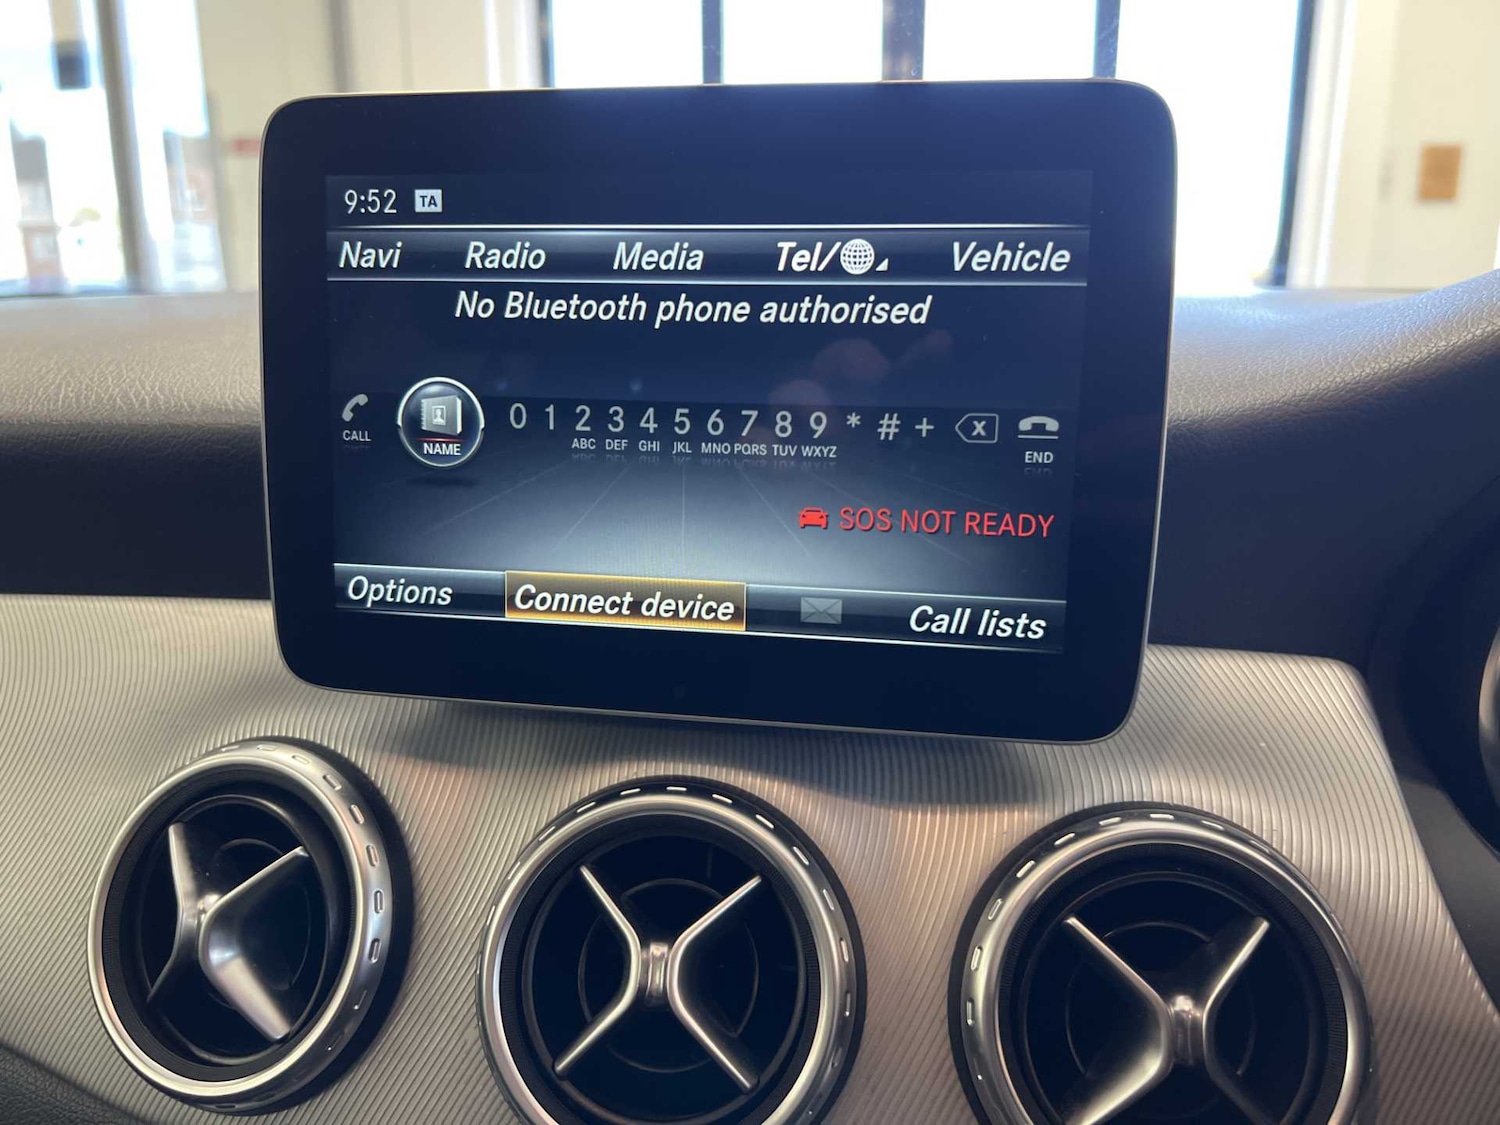 9:52 TA
Navi Radio Media Tel/ Vehicle
No Bluetooth phone authorised
CALL NAME 0 1 2 3 4 5 6 7 8 9 * # + X END
ABC DEF GHI JKL MNO PQRS TUV WXYZ
SOS NOT READY
Options Connect device Call lists